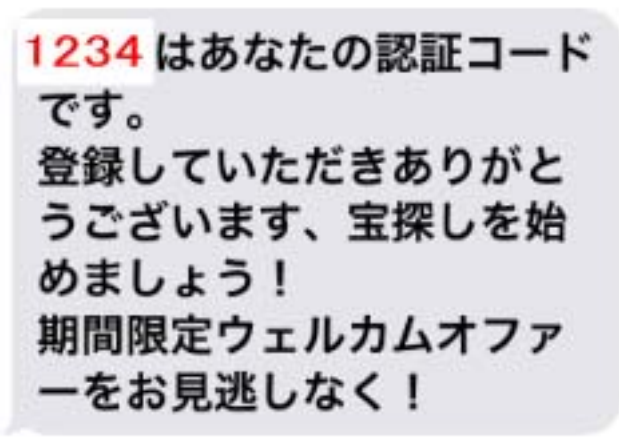 1234はあなたの認証コード
です。
登録していただきありがと
うございます、宝探しを始
めましょう！
期間限定ウェルカムオファ
ーをお見逃しなく！